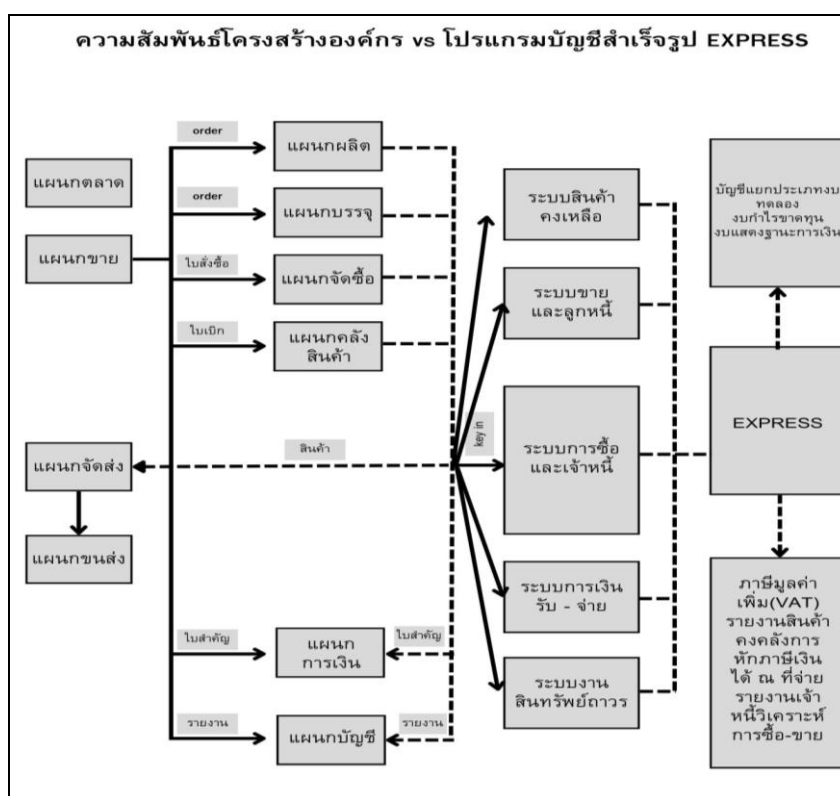 ความสัมพันธ์โครงสร้างองค์กร vs โปรแกรมบัญชีสำเร็จรูป EXPRESS
แผนกตลาด
แผนกขาย
แผนกจัดส่ง
แผนกขนส่ง
order
order
ใบสั่งซื้อ
ใบเบิก
สินค้า
ใบสำคัญ
รายงาน
แผนกผลิต
แผนกบรรจุ
แผนกจัดซื้อ
แผนกคลัง
สินค้า
แผนก
การเงิน
แผนกบัญชี
ใบสำคัญ
รายงาน
key in
ระบบสินค้า
คงเหลือ
ระบบขาย
และลูกหนี้
ระบบการซื้อ
และเจ้าหนี้
ระบบการเงิน
รับ - จ่าย
ระบบงาน
สินทรัพย์ถาวร
บัญชีแยกประเภทงบ
ทดลอง
งบกำไรขาดทุน
งบแสดงฐานะการเงิน
EXPRESS
ภาษีมูลค่า
เพิ่ม(VAT)
รายงานสินค้า
คงคลังการ
หักภาษีเงิน
ได้ ณ ที่จ่าย
รายงานเจ้า
หนี้วิเคราะห์
การซื้อ-ขาย